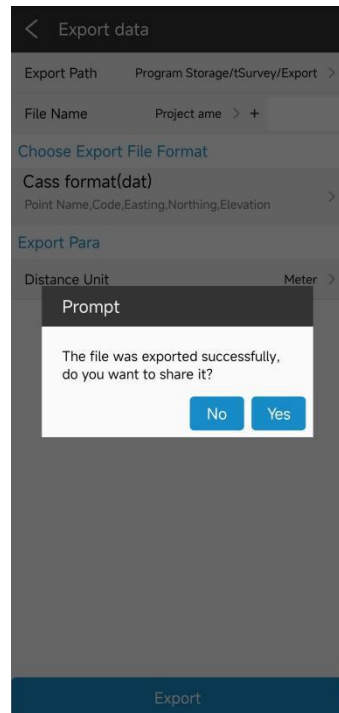 Export data
Export Path Program Storage/tSurvey/Export
File Name Project ame +
Choose Export File Format
Cass format(dat)
Point Name,Code,Easting,Northing,Elevation
Export Para
Distance Unit Meter
Prompt
The file was exported successfully,
do you want to share it?
No Yes
Export